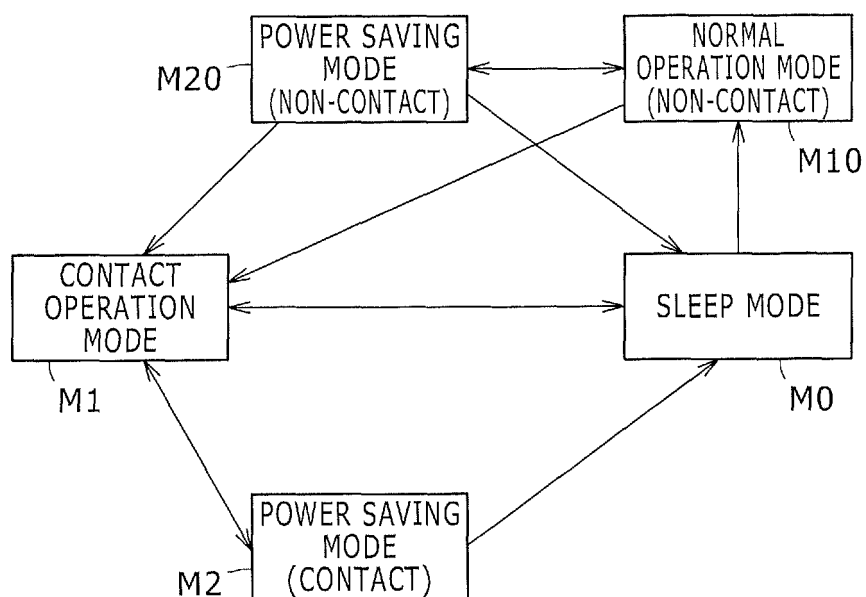 POWER SAVING
MODE
(NON-CONTACT)
M20
NORMAL
OPERATION MODE
(NON-CONTACT)
M10
CONTACT
OPERATION
MODE
M1
SLEEP MODE
M0
POWER SAVING
MODE
(CONTACT)
M2